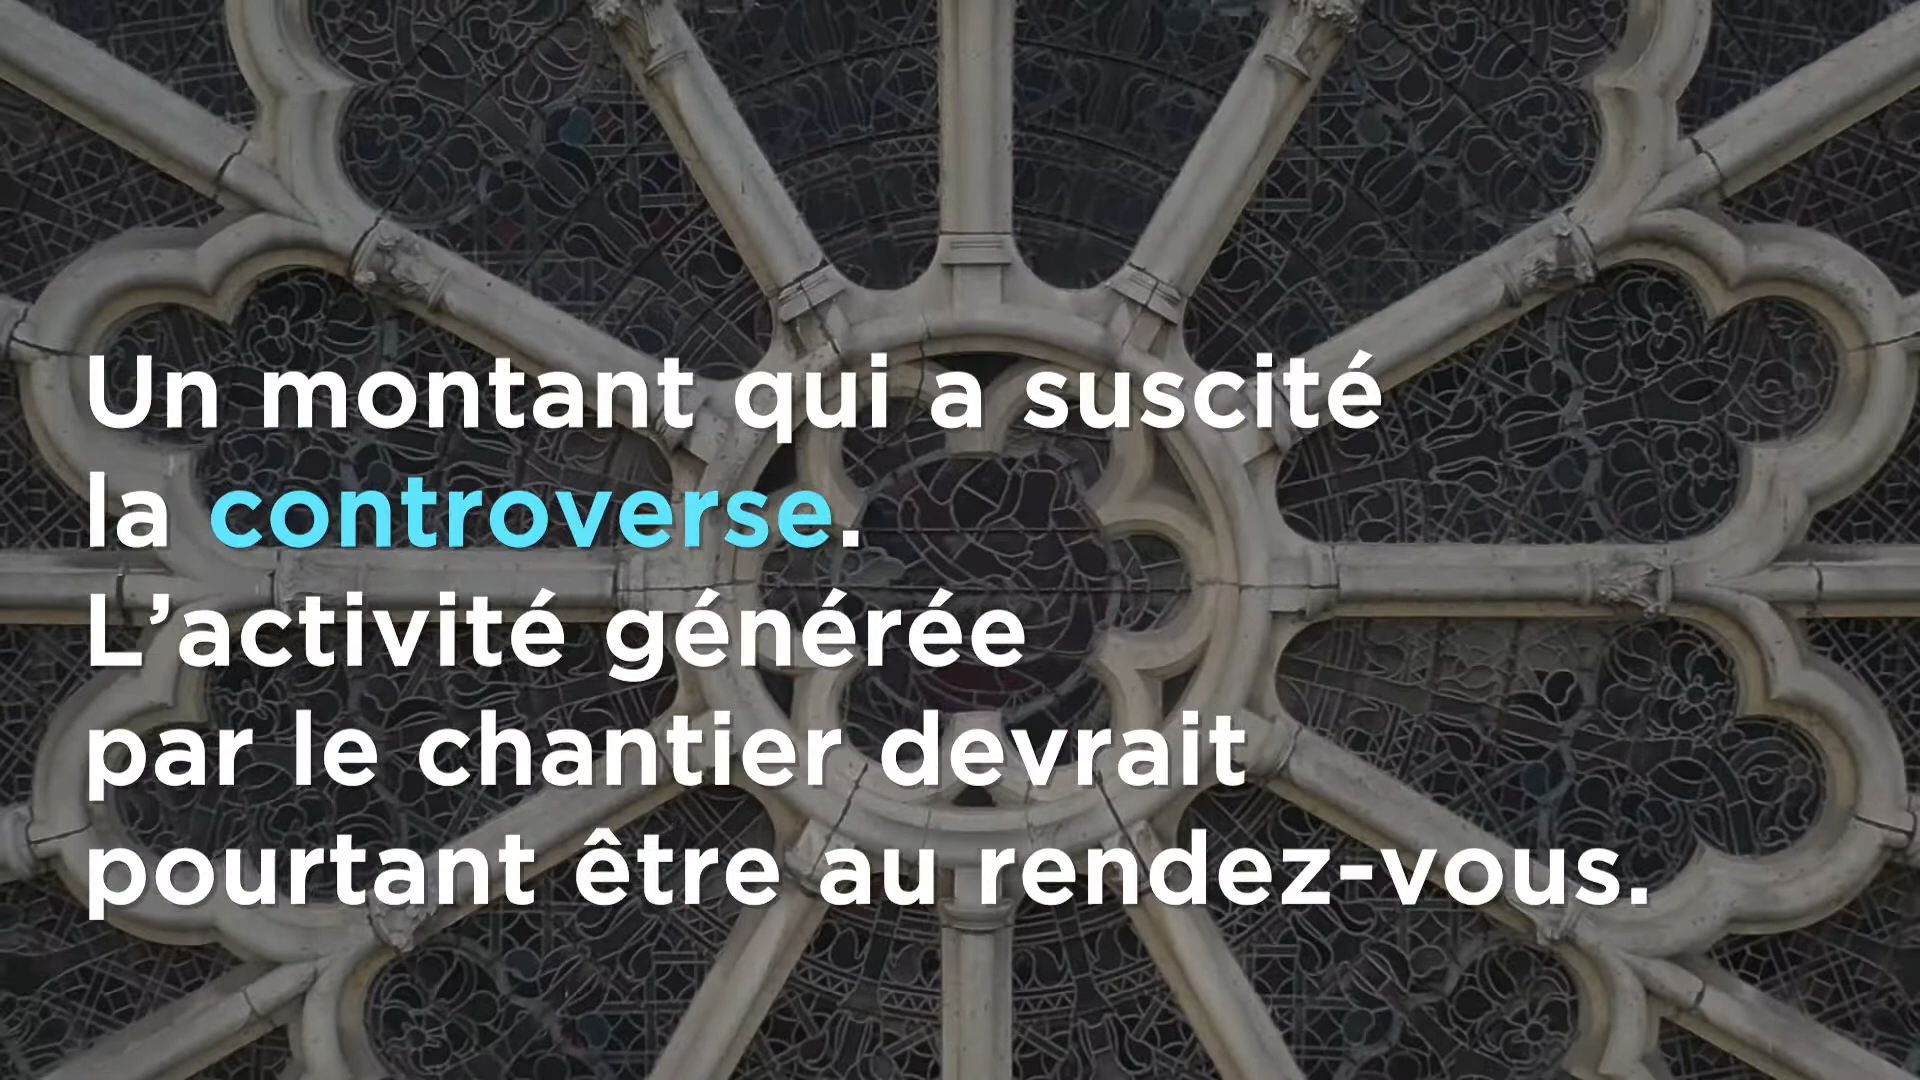 Un montant qui a suscité
la controverse.
L’activité générée
par le chantier devrait
pourtant être au rendez-vous.